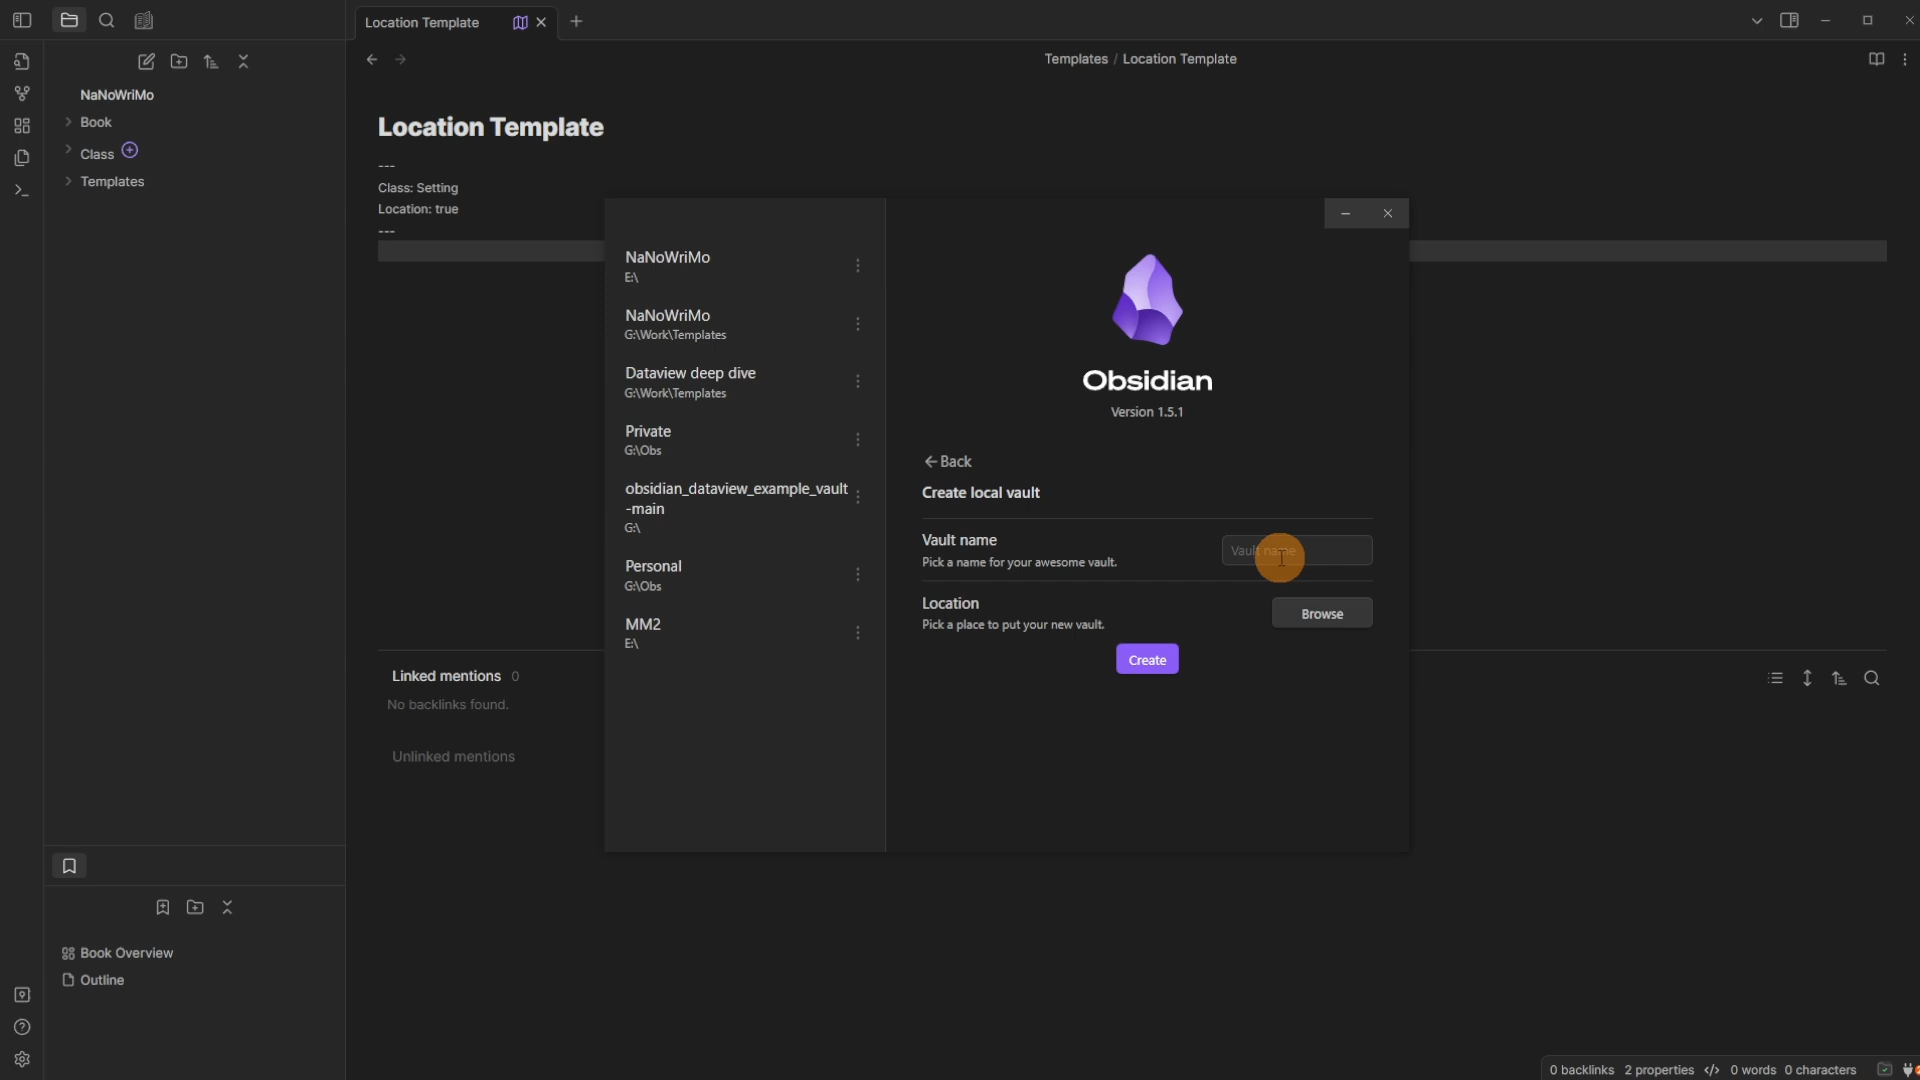 Location Template
Templates / Location Template
NaNoWriMo
Book
Class
Templates
Location Template
---
Class: Setting
Location: true
---
NaNoWriMo
E:\
NaNoWriMo
G:\Work\Templates
Dataview deep dive
G:\Work\Templates
Private
G:\Obs
obsidian_dataview_example_vault
-main
G:\
Personal
G:\Obs
MM2
E:\
Obsidian
Version 1.5.1
Back
Create local vault
Vault name
Pick a name for your awesome vault.
Vault name
Location
Pick a place to put your new vault.
Browse
Create
Linked mentions 0
No backlinks found.
Unlinked mentions
Book Overview
Outline
0 backlinks 2 properties </> 0 words 0 characters